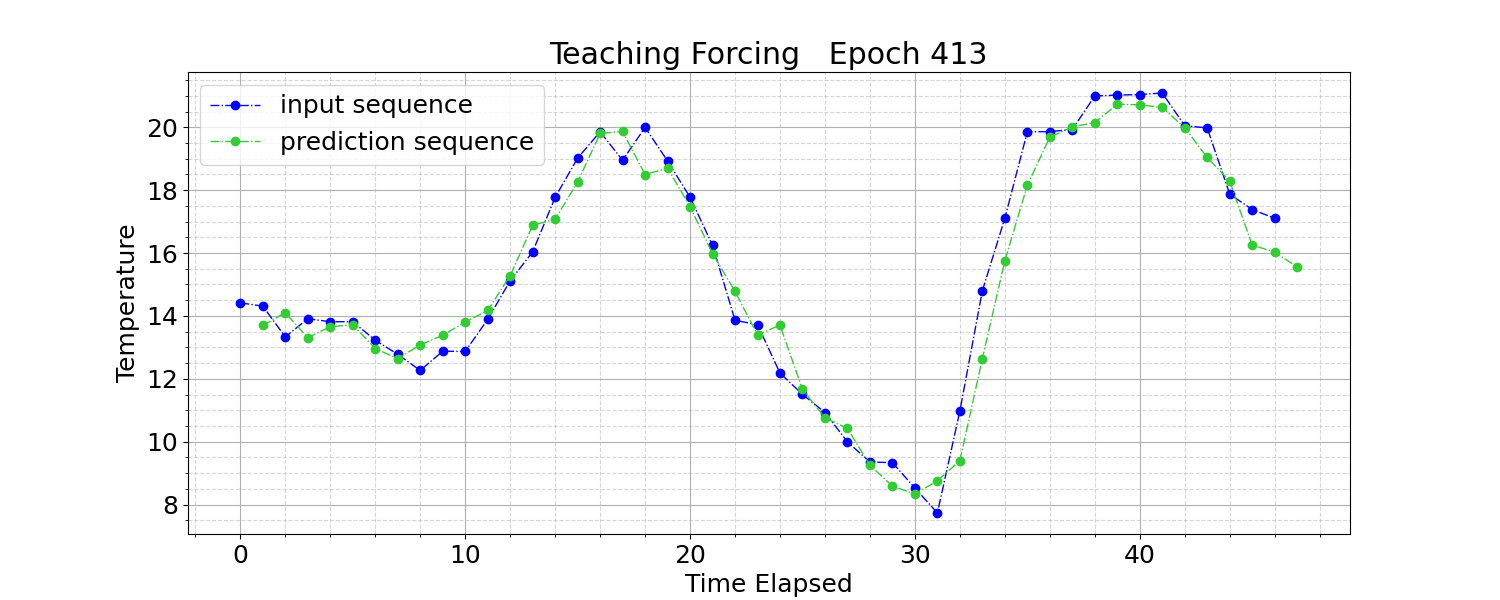 Teaching Forcing   Epoch 413
input sequence
prediction sequence
Temperature
20
18
16
14
12
10
8
0 10 20 30 40
Time Elapsed